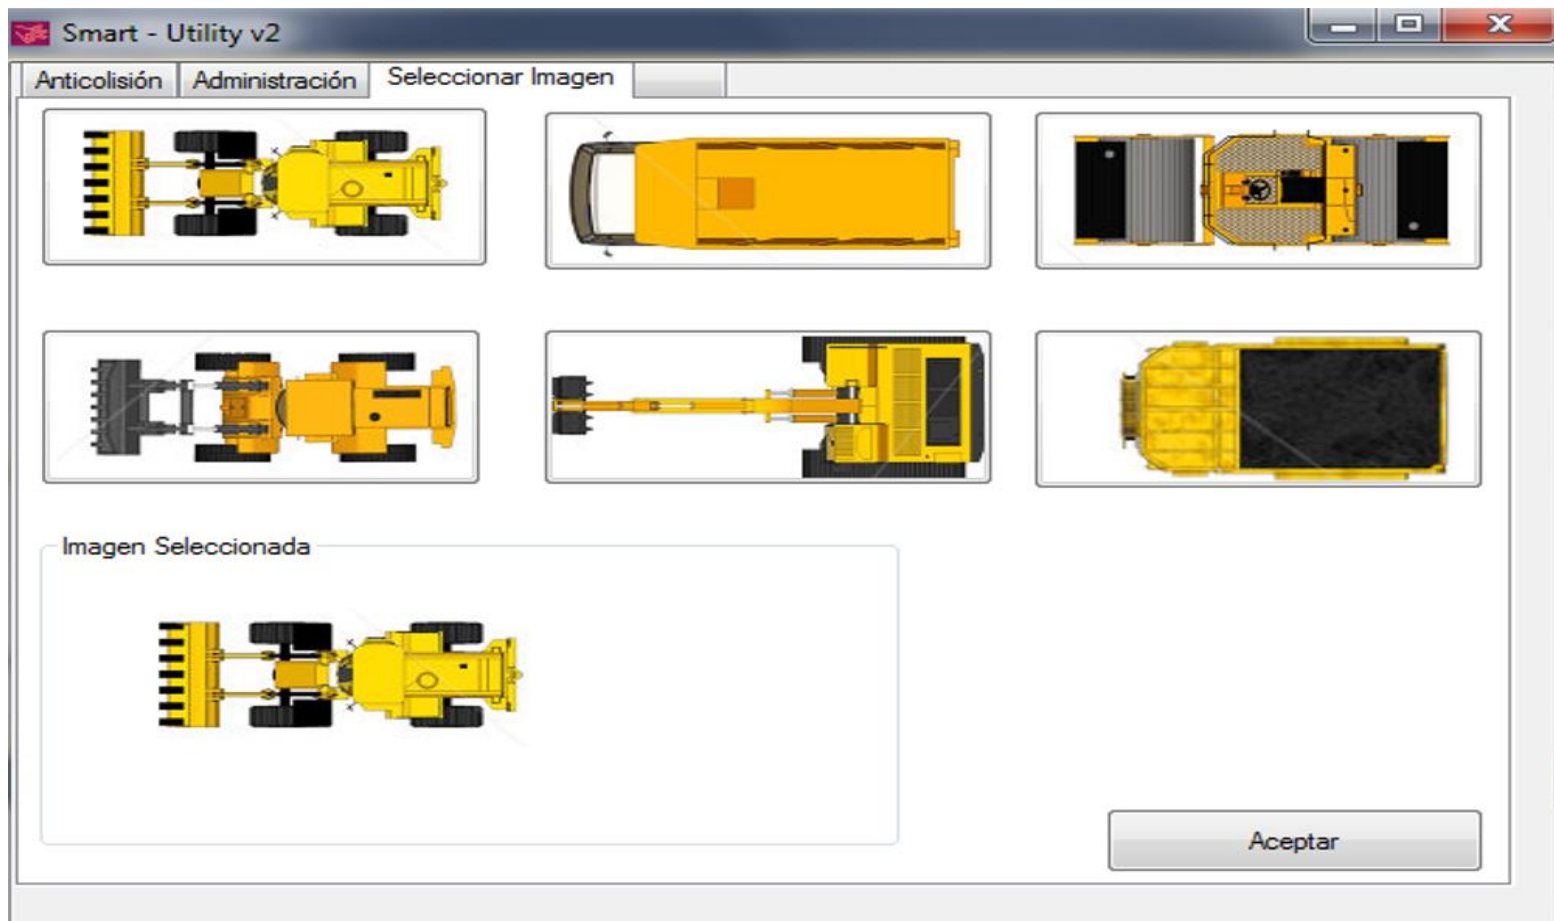 Smart - Utility v2
Anticolisión
Administración
Seleccionar Imagen
Imagen Seleccionada
Aceptar